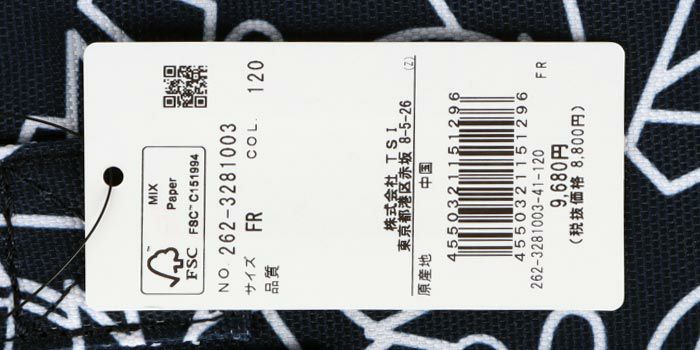 MIX
Paper
FSC™ C151994
FSC
NO. 262-3281003
COL. 120
サイズ FR
品質
株式会社 TSI
東京都港区赤坂 8-5-26
(Z)
原産地 中国
4550321151296
4550321151296
FR
262-3281003-41-120
9,680円
(税抜価格 8,800円)